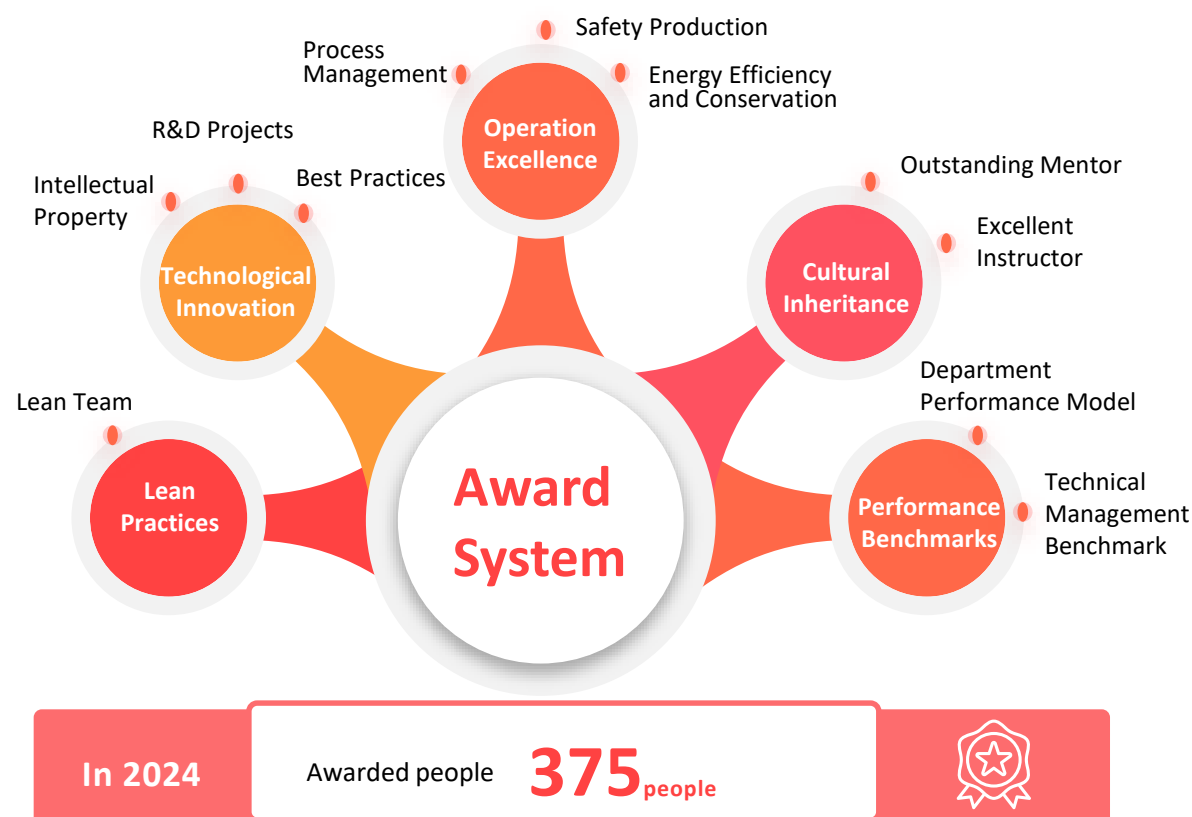 Safety Production
Process
Management
Energy Efficiency
and Conservation
Operation
Excellence
R&D Projects
Best Practices
Intellectual
Property
Technological
Innovation
Outstanding Mentor
Excellent
Instructor
Cultural
Inheritance
Lean Team
Lean
Practices
Department
Performance Model
Technical
Management
Benchmark
Performance
Benchmarks
Award
System
In 2024
Awarded people 375 people